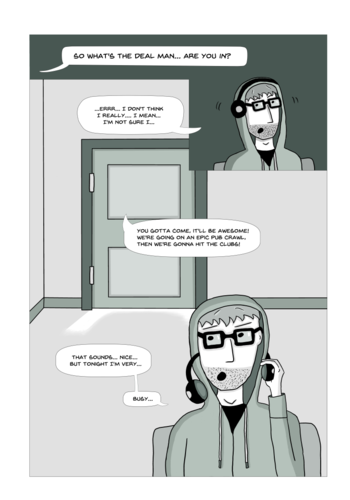 SO WHAT'S THE DEAL MAN... ARE YOU IN?
...ERRR... I DON'T THINK
I REALLY.... I MEAN...
I'M NOT SURE I...
YOU GOTTA COME, IT'LL BE AWESOME!
WE'RE GOING ON AN EPIC PUB CRAWL,
THEN WE'RE GONNA HIT THE CLUBS!
THAT SOUNDS... NICE...
BUT TONIGHT I'M VERY...
BUSY...